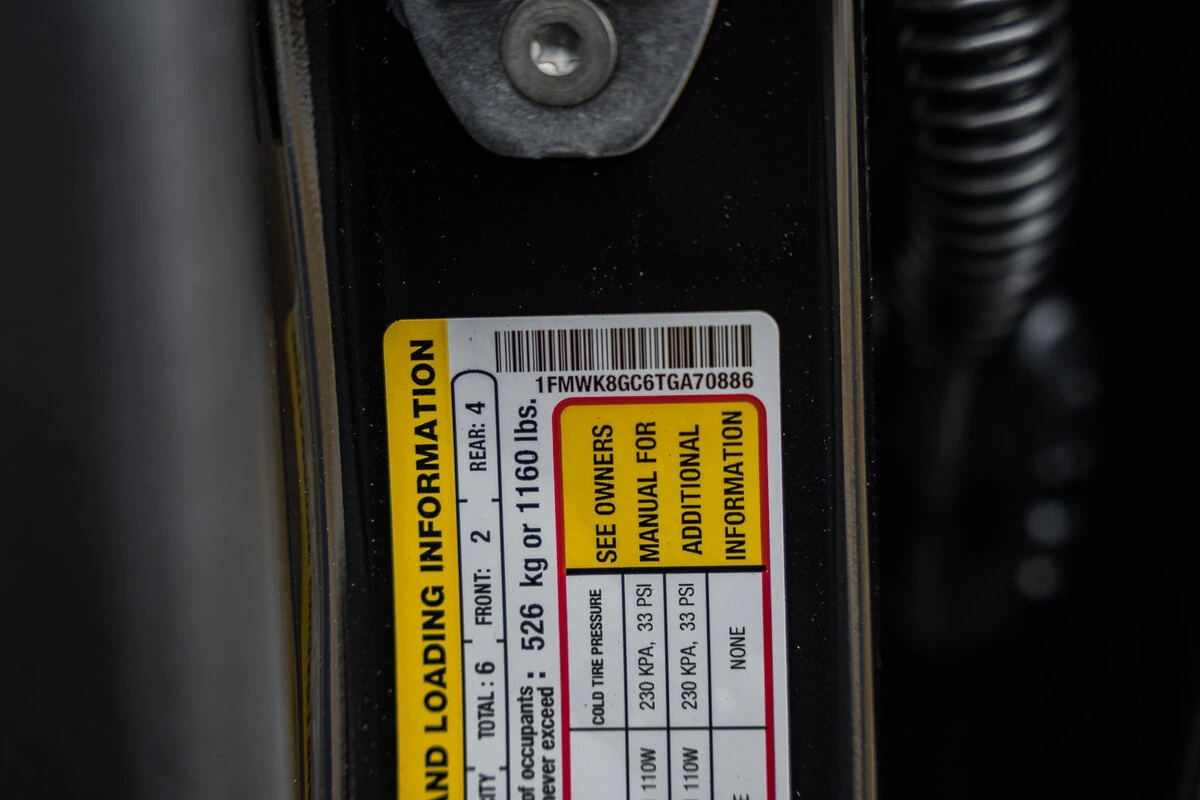 1FMWK8GC6TGA70886
AND LOADING INFORMATION
TOTAL : 6 FRONT: 2 REAR: 4
of occupants :
never exceed : 526 kg or 1160 lbs.
COLD TIRE PRESSURE
SEE OWNERS
MANUAL FOR
ADDITIONAL
INFORMATION
110W 230 KPA, 33 PSI
110W 230 KPA, 33 PSI
NONE